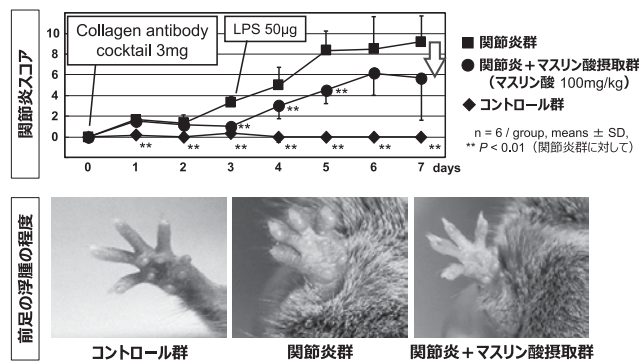 関節炎スコア
10
8
6
4
2
0
Collagen antibody
cocktail 3mg
LPS 50μg
** ** ** ** ** ** **
** ** **
0 1 2 3 4 5 6 7 days
■ 関節炎群
● 関節炎+マスリン酸摂取群
(マスリン酸 100mg/kg)
◆ コントロール群
n = 6 / group, means ± SD,
** P < 0.01(関節炎群に対して)
前足の浮腫の程度
コントロール群
関節炎群
関節炎+マスリン酸摂取群